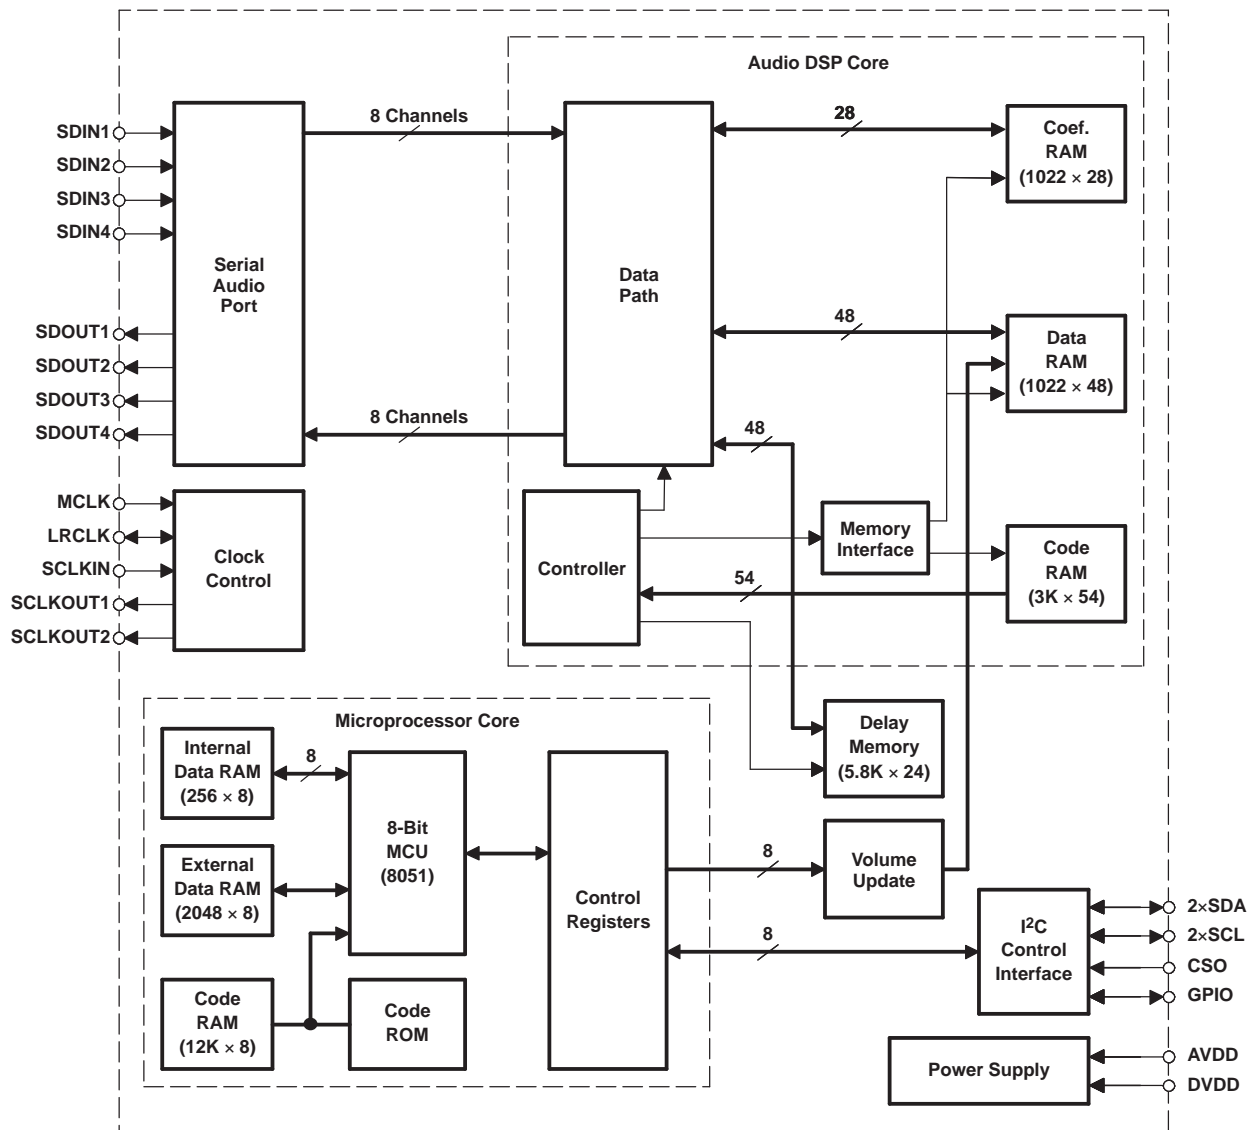 Audio DSP Core
8 Channels
28
Coef.
RAM
(1022 × 28)
SDIN1
SDIN2
SDIN3
SDIN4
Serial
Audio
Port
Data
Path
SDOUT1
SDOUT2
SDOUT3
SDOUT4
48
Data
RAM
(1022 × 48)
8 Channels
48
MCLK
LRCLK
SCLKIN
SCLKOUT1
SCLKOUT2
Clock
Control
Controller
Memory
Interface
54
Code
RAM
(3K × 54)
Microprocessor Core
Internal
Data RAM
(256 × 8)
8
8-Bit
MCU
(8051)
External
Data RAM
(2048 × 8)
Code
RAM
(12K × 8)
Code
ROM
Control
Registers
Delay
Memory
(5.8K × 24)
8
Volume
Update
8
I²C
Control
Interface
2×SDA
2×SCL
CSO
GPIO
Power Supply
AVDD
DVDD